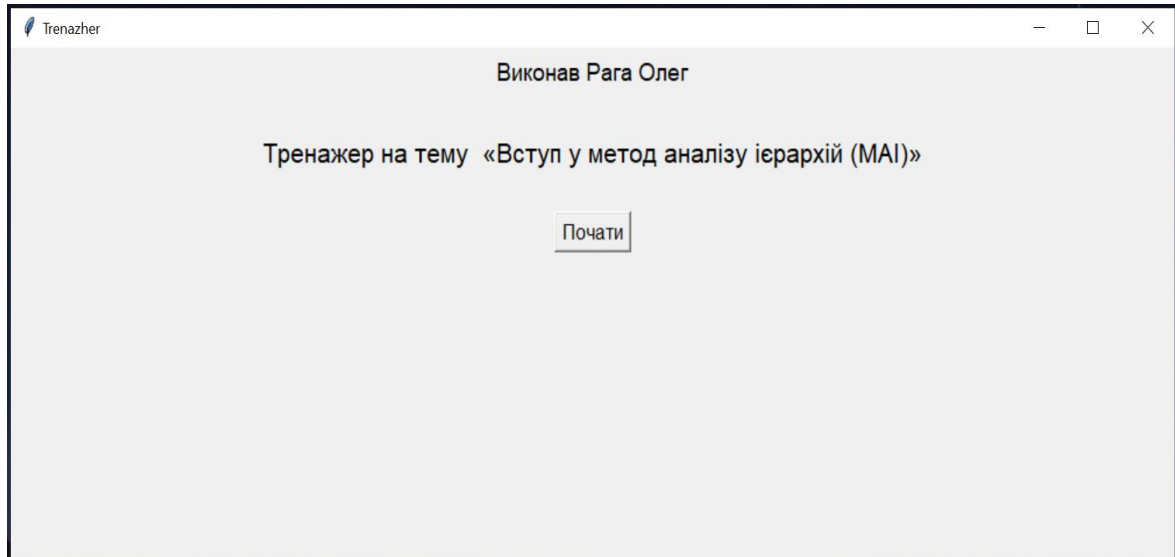 Trenazher
Виконав Рага Олег
Тренажер на тему «Вступ у метод аналізу ієрархій (МАІ)»
Почати